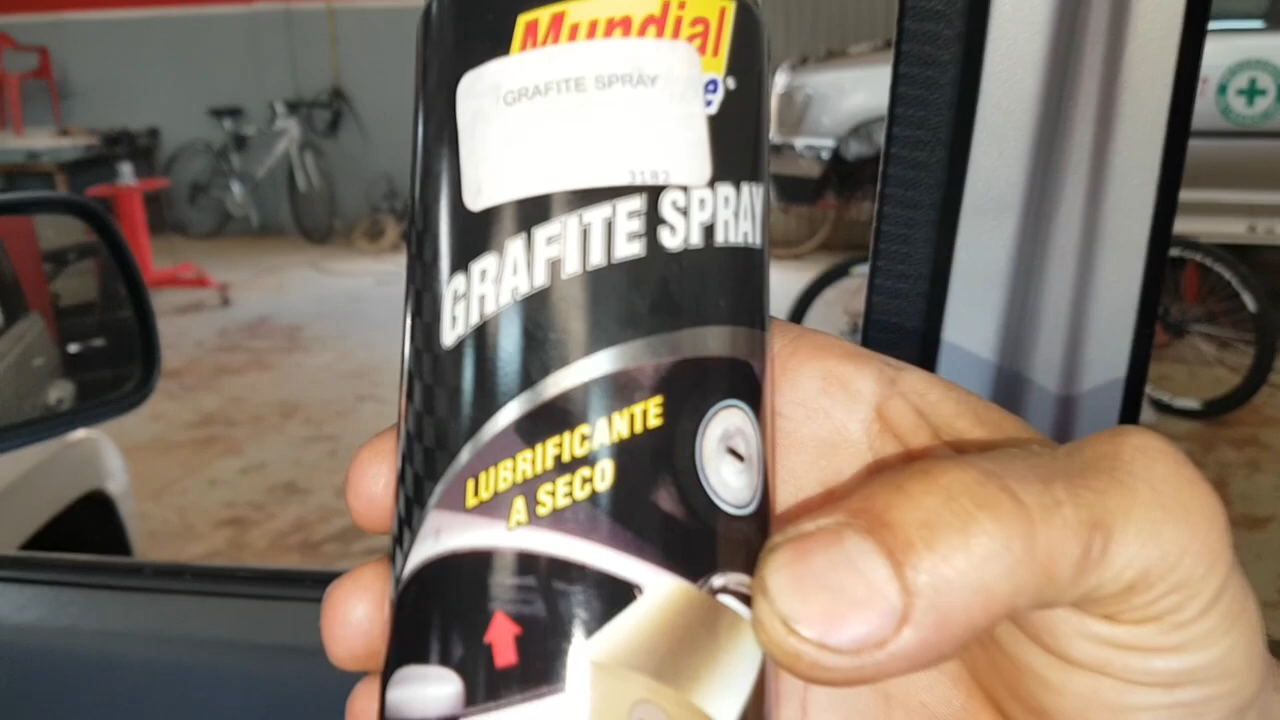 Mundial
GRAFITE SPRAY
3182
GRAFITE SPRAY
LUBRIFICANTE
A SECO